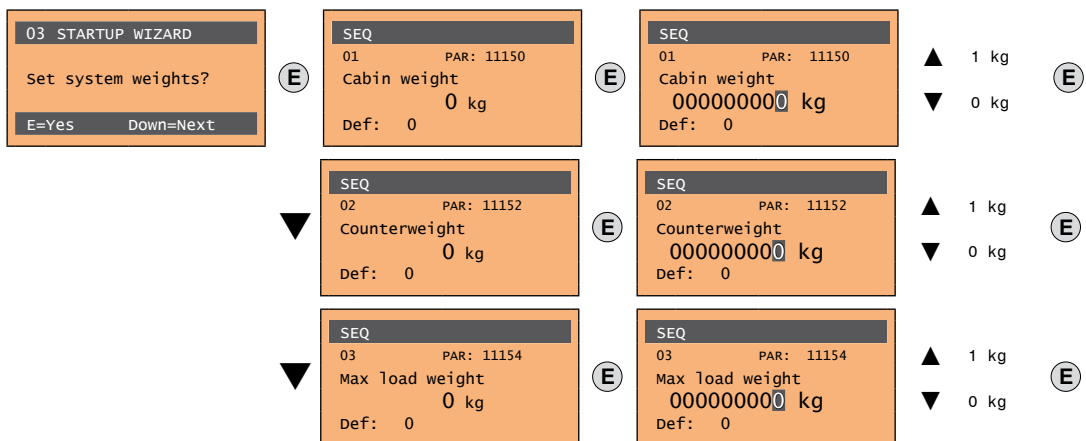 03 STARTUP WIZARD
Set system weights?
E=Yes Down=Next
E
SEQ
01 PAR: 11150
Cabin weight
0 kg
Def: 0
E
SEQ
01 PAR: 11150
Cabin weight
000000000 kg
Def: 0
1 kg
0 kg
E
SEQ
02 PAR: 11152
Counterweight
0 kg
Def: 0
E
SEQ
02 PAR: 11152
Counterweight
000000000 kg
Def: 0
1 kg
0 kg
E
SEQ
03 PAR: 11154
Max load weight
0 kg
Def: 0
E
SEQ
03 PAR: 11154
Max load weight
000000000 kg
Def: 0
1 kg
0 kg
E